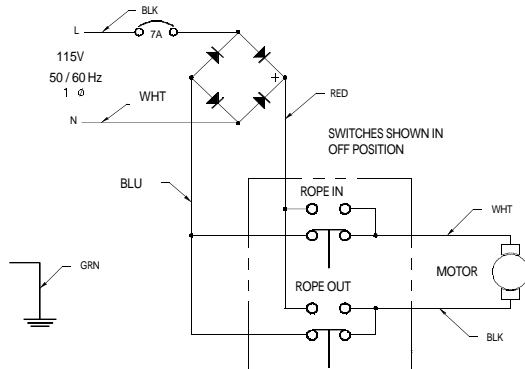 BLK
L
7A
115V
50 / 60 Hz
1 ø
WHT
N
+
RED
SWITCHES SHOWN IN
OFF POSITION
BLU
ROPE IN
WHT
GRN
MOTOR
ROPE OUT
BLK